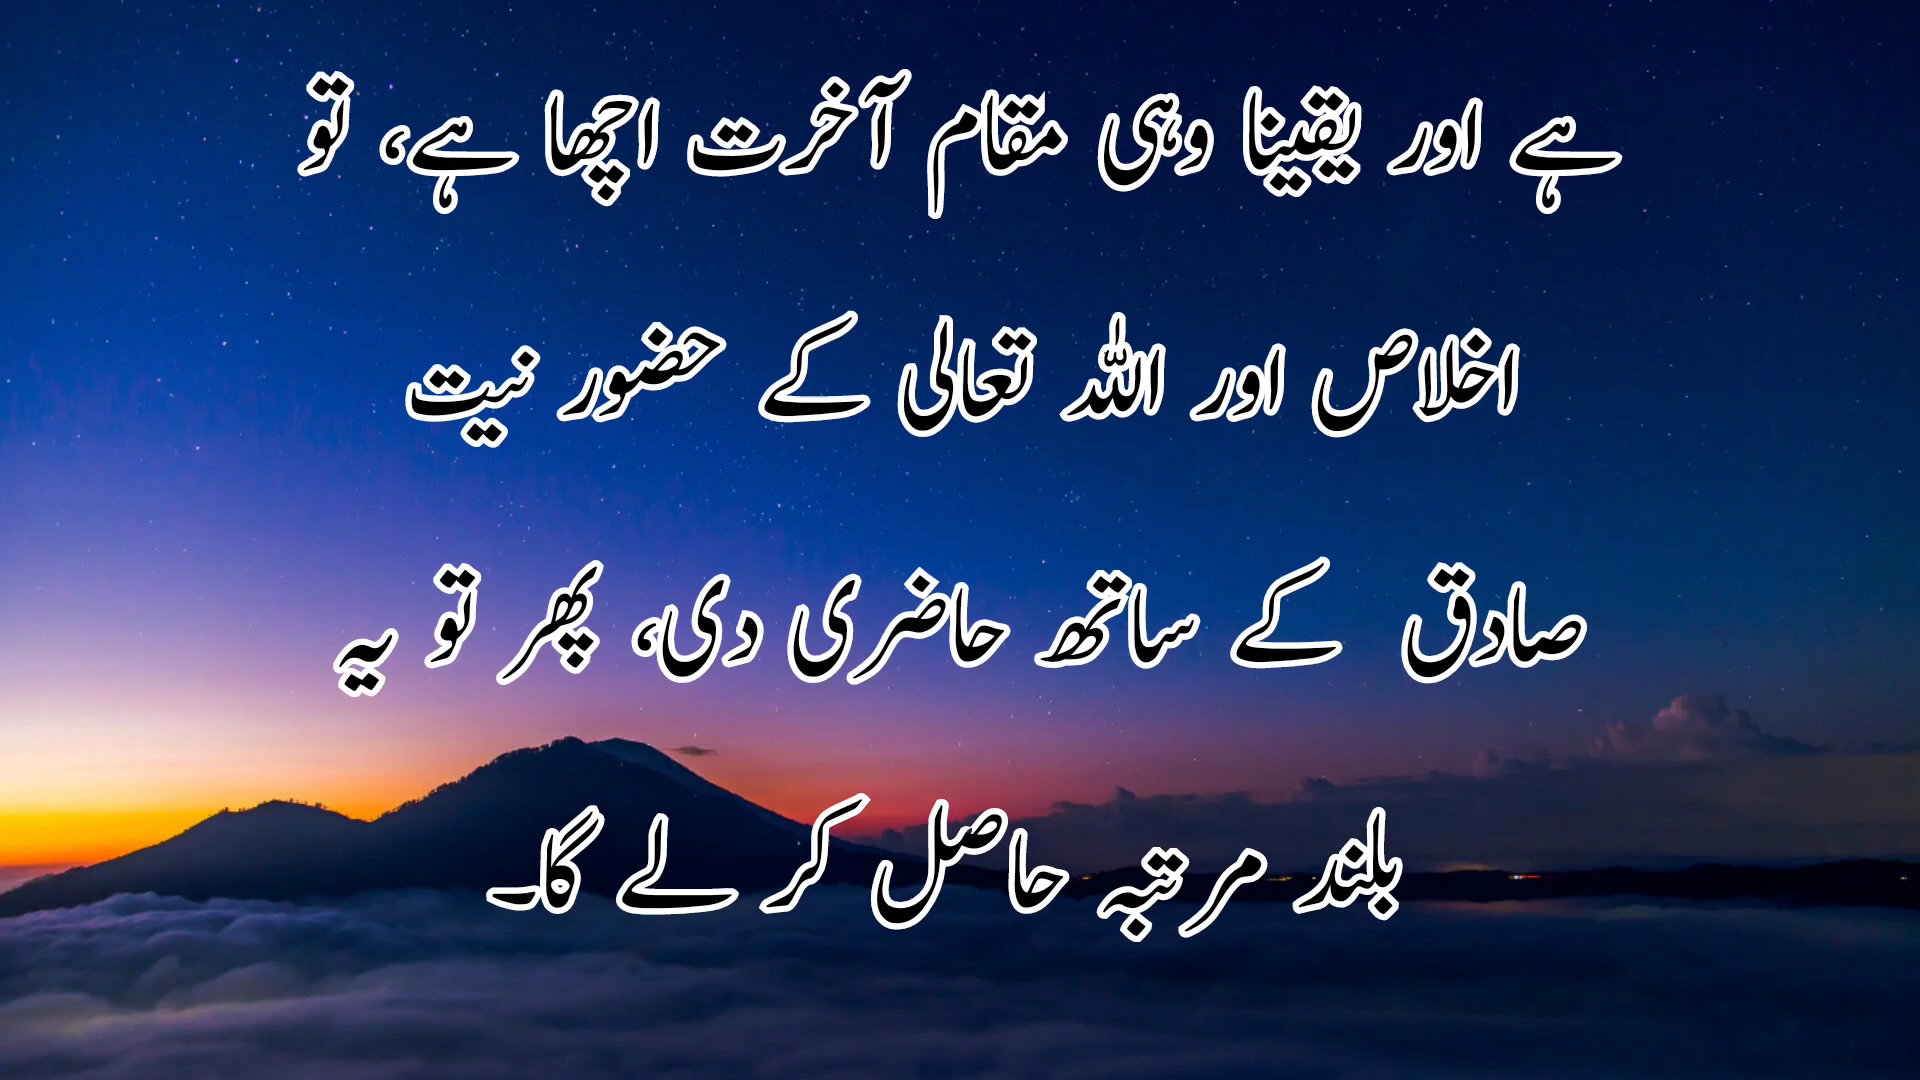 ہے اور یقینا وہی مقام آخرت اچھا ہے، تو
اخلاص اور اللہ تعالی کے حضور نیت
صادق کے ساتھ حاضری دی، پھر تو یہ
بلند مرتبہ حاصل کر لے گا۔